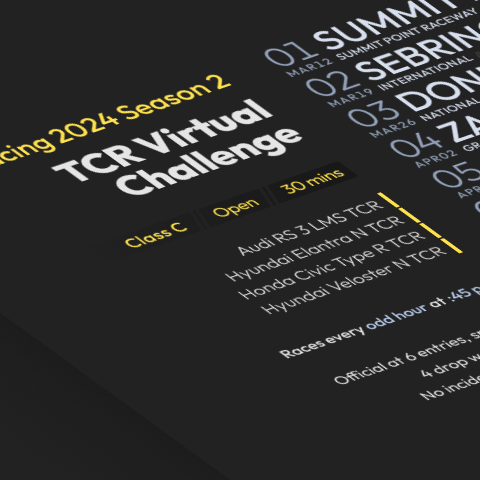 cing 2024 Season 2
TCR Virtual
Challenge
Class C Open 30 mins
Audi RS 3 LMS TCR
Hyundai Elantra N TCR
Honda Civic Type R TCR
Hyundai Veloster N TCR
Races every odd hour at :45 p
Official at 6 entries, s
4 drop w
No incide
01 SUMMIT
MAR12 SUMMIT POINT RACEWAY
02 SEBRING
MAR19 INTERNATIONAL
03 DON
MAR26 NATIONAL
04 ZA
APR02 GR
05
APR